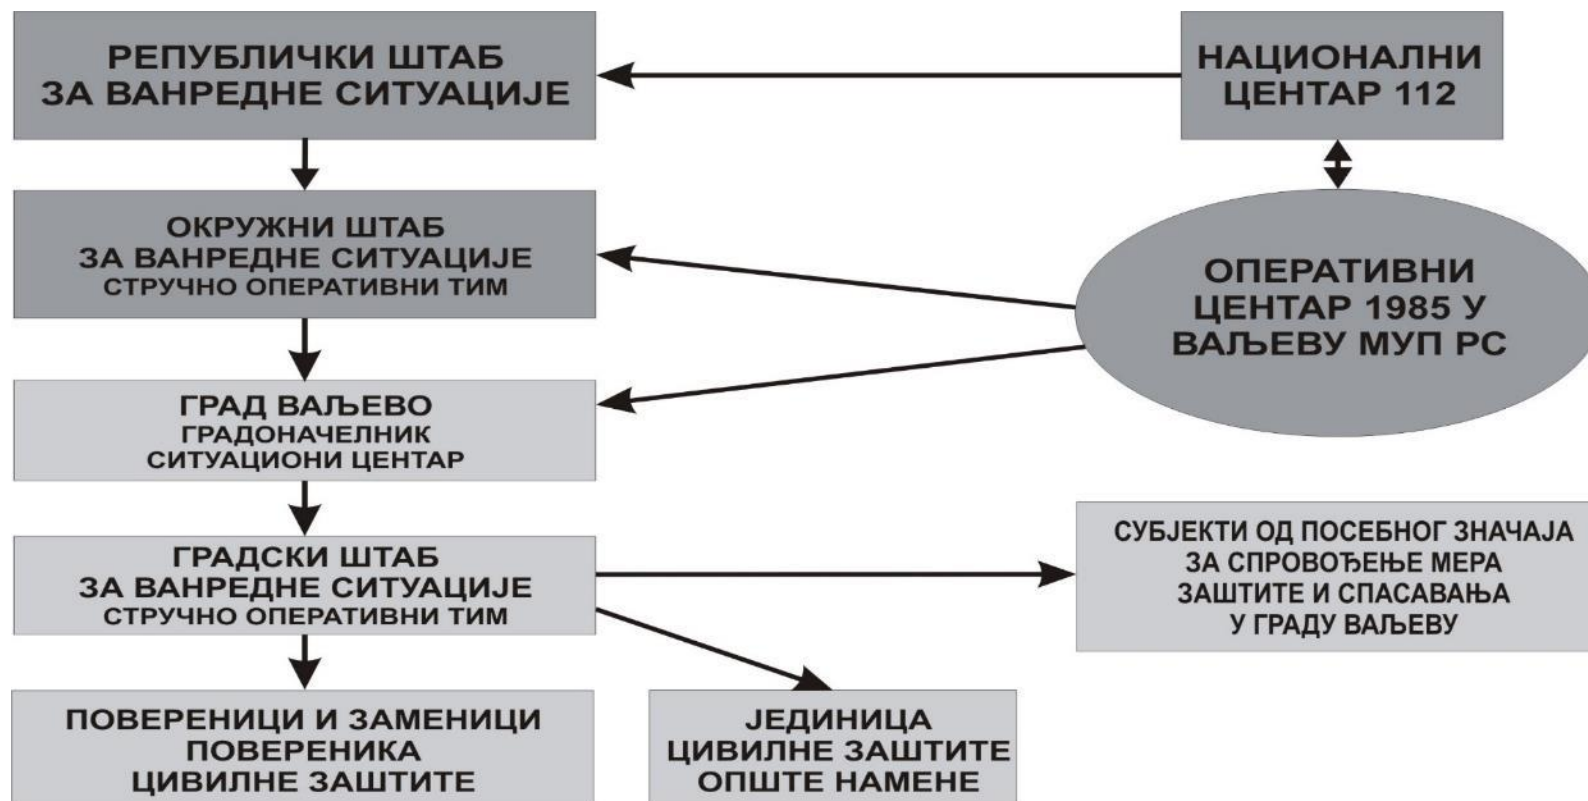 РЕПУБЛИЧКИ ШТАБ
ЗА ВАНРЕДНЕ СИТУАЦИЈЕ
НАЦИОНАЛНИ
ЦЕНТАР 112
ОКРУЖНИ ШТАБ
ЗА ВАНРЕДНЕ СИТУАЦИЈЕ
СТРУЧНО ОПЕРАТИВНИ ТИМ
ОПЕРАТИВНИ
ЦЕНТАР 1985 У
ВАЉЕВУ МУП РС
ГРАД ВАЉЕВО
ГРАДОНАЧЕЛНИК
СИТУАЦИОНИ ЦЕНТАР
ГРАДСКИ ШТАБ
ЗА ВАНРЕДНЕ СИТУАЦИЈЕ
СТРУЧНО ОПЕРАТИВНИ ТИМ
СУБЈЕКТИ ОД ПОСЕБНОГ ЗНАЧАЈА
ЗА СПРОВОЂЕЊЕ МЕРА
ЗАШТИТЕ И СПАСАВАЊА
У ГРАДУ ВАЉЕВУ
ПОВЕРЕНИЦИ И ЗАМЕНИЦИ
ПОВЕРЕНИКА
ЦИВИЛНЕ ЗАШТИТЕ
ЈЕДИНИЦА
ЦИВИЛНЕ ЗАШТИТЕ
ОПШТЕ НАМЕНЕ